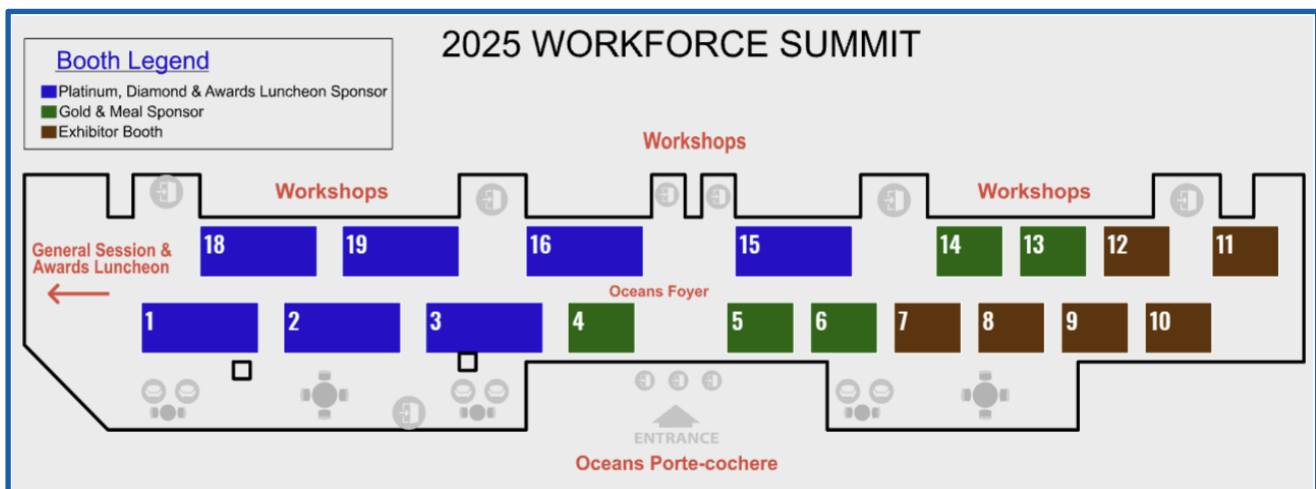 2025 WORKFORCE SUMMIT
Booth Legend
Platinum, Diamond & Awards Luncheon Sponsor
Gold & Meal Sponsor
Exhibitor Booth
Workshops
Workshops
Workshops
General Session &
Awards Luncheon
18
19
16
15
14
13
12
11
Oceans Foyer
1
2
3
4
5
6
7
8
9
10
ENTRANCE
Oceans Porte-cochere